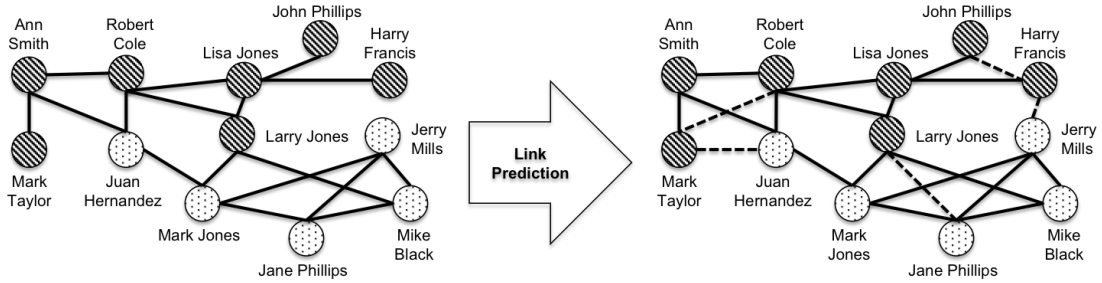 Ann
Smith
Robert
Cole
Lisa Jones
John Phillips
Harry
Francis
Larry Jones
Jerry
Mills
Mark
Taylor
Juan
Hernandez
Mark Jones
Jane Phillips
Mike
Black
Link
Prediction
Ann
Smith
Robert
Cole
Lisa Jones
John Phillips
Harry
Francis
Larry Jones
Jerry
Mills
Mark
Taylor
Juan
Hernandez
Mark
Jones
Jane Phillips
Mike
Black